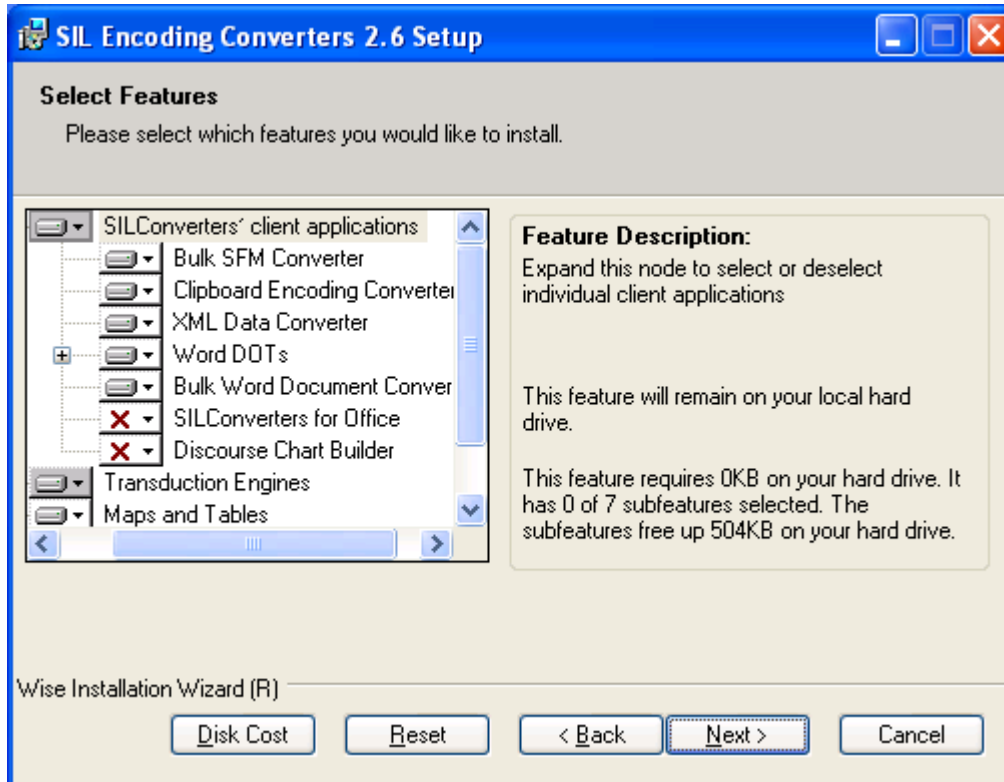 SIL Encoding Converters 2.6 Setup
Select Features
Please select which features you would like to install.
SILConverters' client applications
Bulk SFM Converter
Clipboard Encoding Converter
XML Data Converter
Word DOTs
Bulk Word Document Conver
SILConverters for Office
Discourse Chart Builder
Transduction Engines
Maps and Tables
Feature Description:
Expand this node to select or deselect
individual client applications
This feature will remain on your local hard
drive.
This feature requires 0KB on your hard drive. It
has 0 of 7 subfeatures selected. The
subfeatures free up 504KB on your hard drive.
Wise Installation Wizard (R)
Disk Cost
Reset
< Back
Next >
Cancel